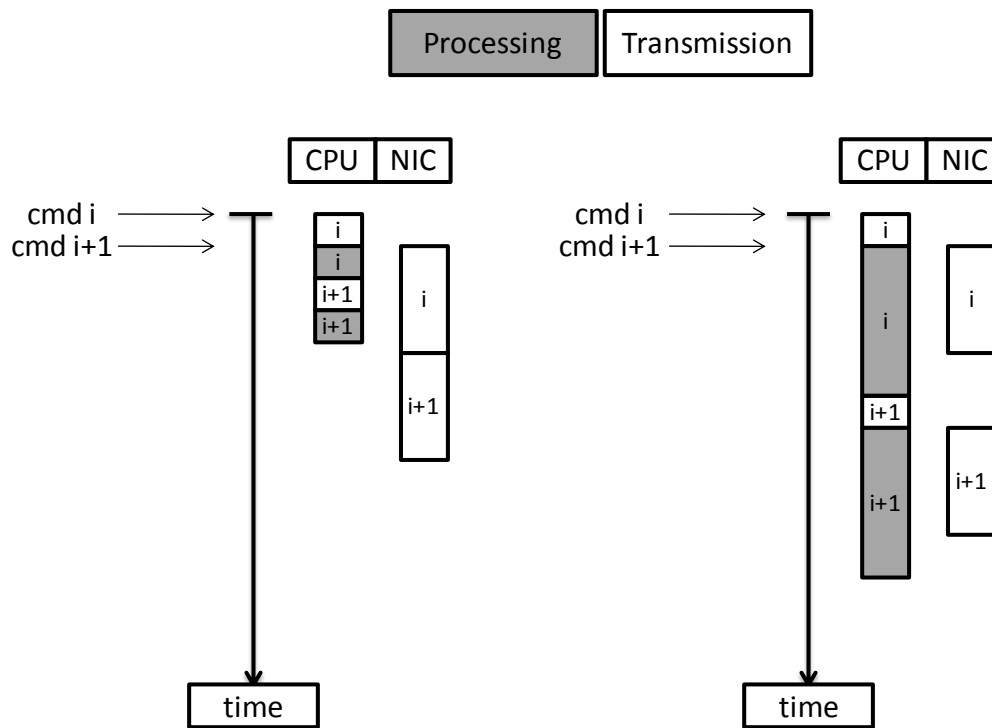 Processing Transmission
CPU NIC CPU NIC
cmd i cmd i
cmd i+1 cmd i+1
i i
i
i i i
i+1
i+1
i+1
i+1
i+1 i+1
time time